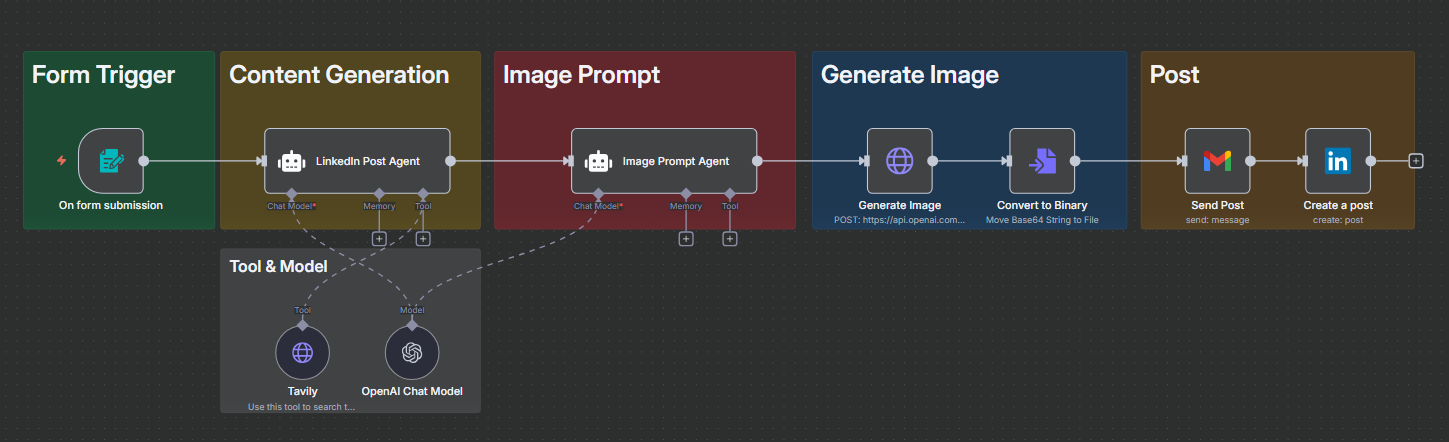 Form Trigger
On form submission
Content Generation
LinkedIn Post Agent
Chat Model*
Memory
Tool
Image Prompt
Image Prompt Agent
Chat Model*
Memory
Tool
Generate Image
Generate Image
POST: https://api.openai.com...
Convert to Binary
Move Base64 String to File
Post
Send Post
send: message
in
Create a post
create: post
Tool & Model
Tool
Tavily
Use this tool to search t...
Model
OpenAI Chat Model